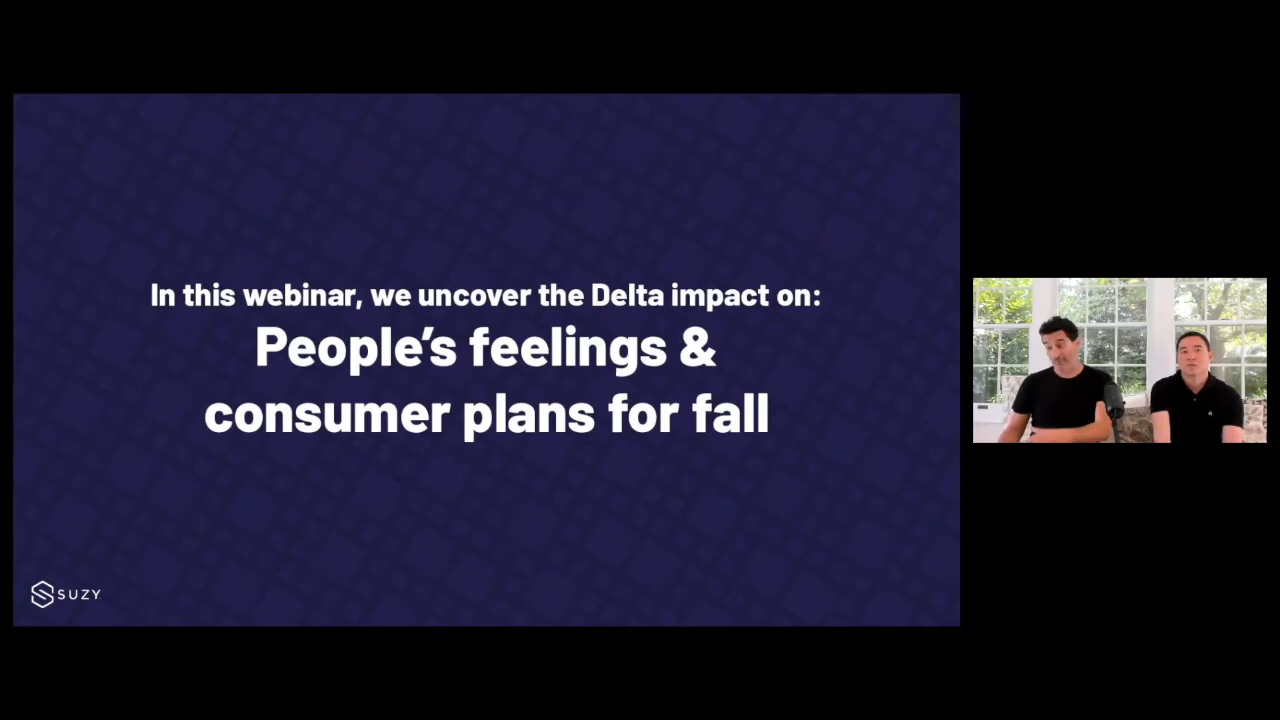 In this webinar, we uncover the Delta impact on:
People’s feelings &
consumer plans for fall
SUZY